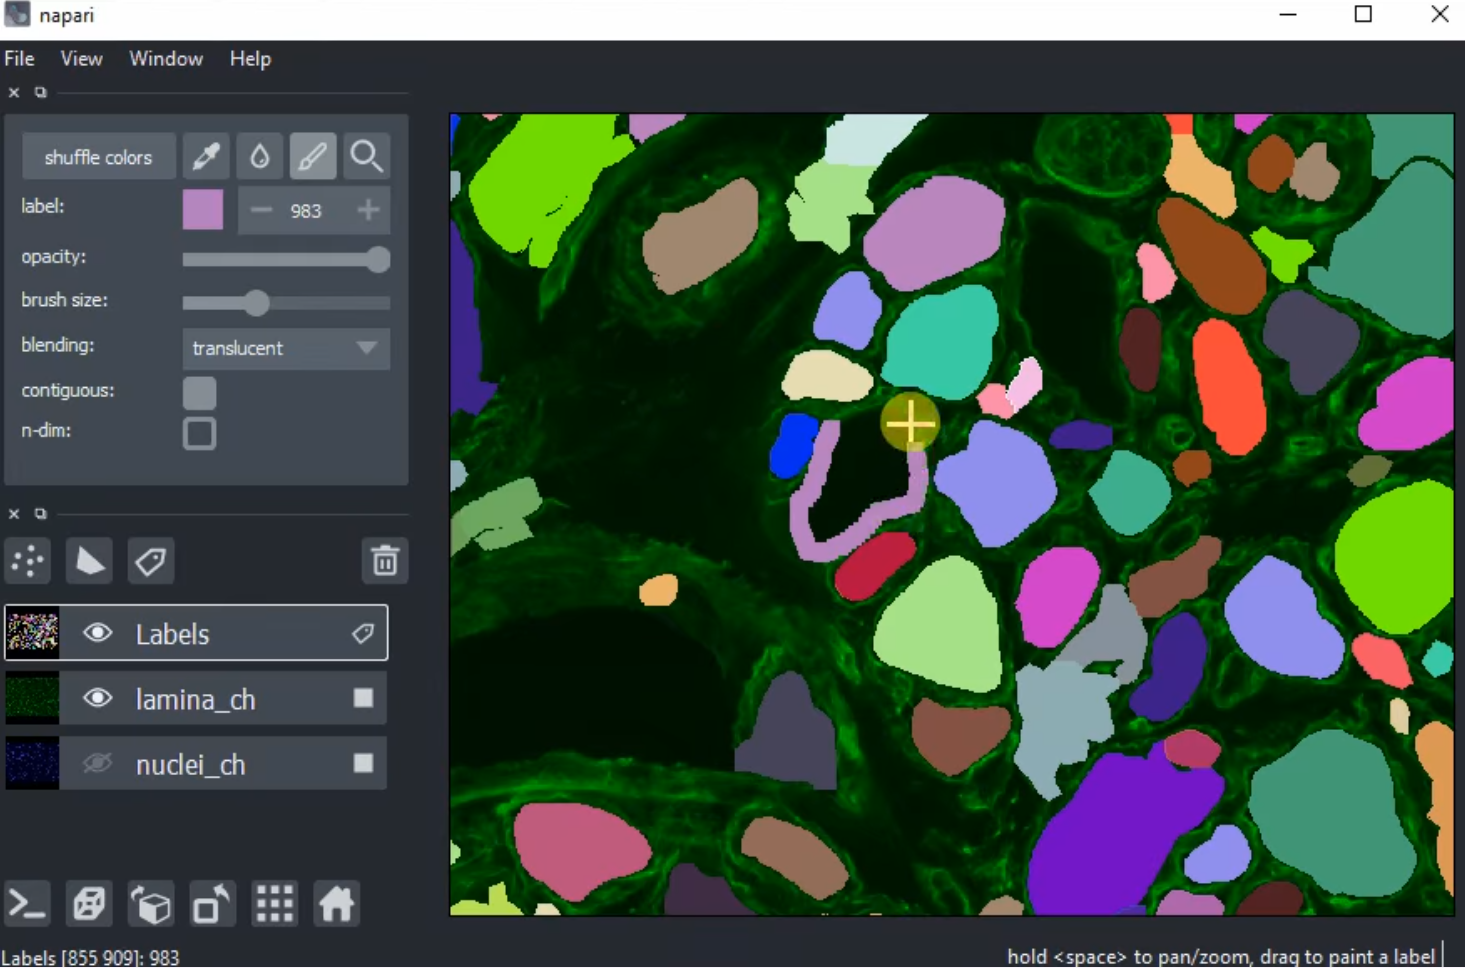 napari
File View Window Help
shuffle colors
label: 983
opacity:
brush size:
blending: translucent
contiguous:
n-dim:
Labels
lamina_ch
nuclei_ch
Labels [855 909]: 983
hold <space> to pan/zoom, drag to paint a label